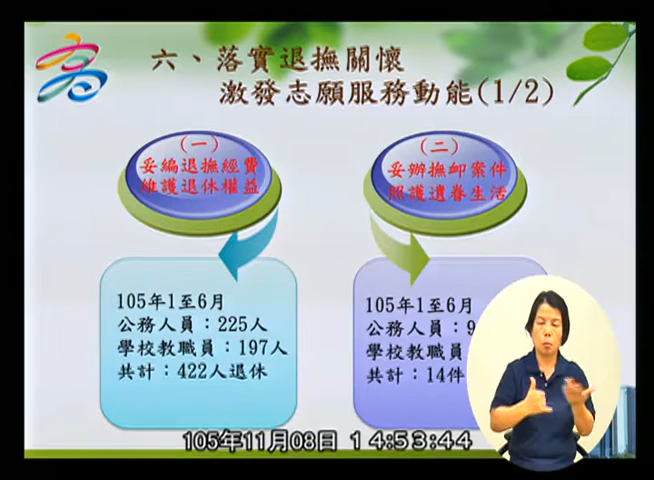 六、落實退撫關懷
激發志願服務動能(1/2)
(一)
妥編退撫經費
維護退休權益
(二)
妥辦撫卹案件
照護遺眷生活
105年1至6月
公務人員：225人
學校教職員：197人
共計：422人退休
105年1至6月
公務人員：9
學校教職員
共計：14件
105年11月08日 14:53:44